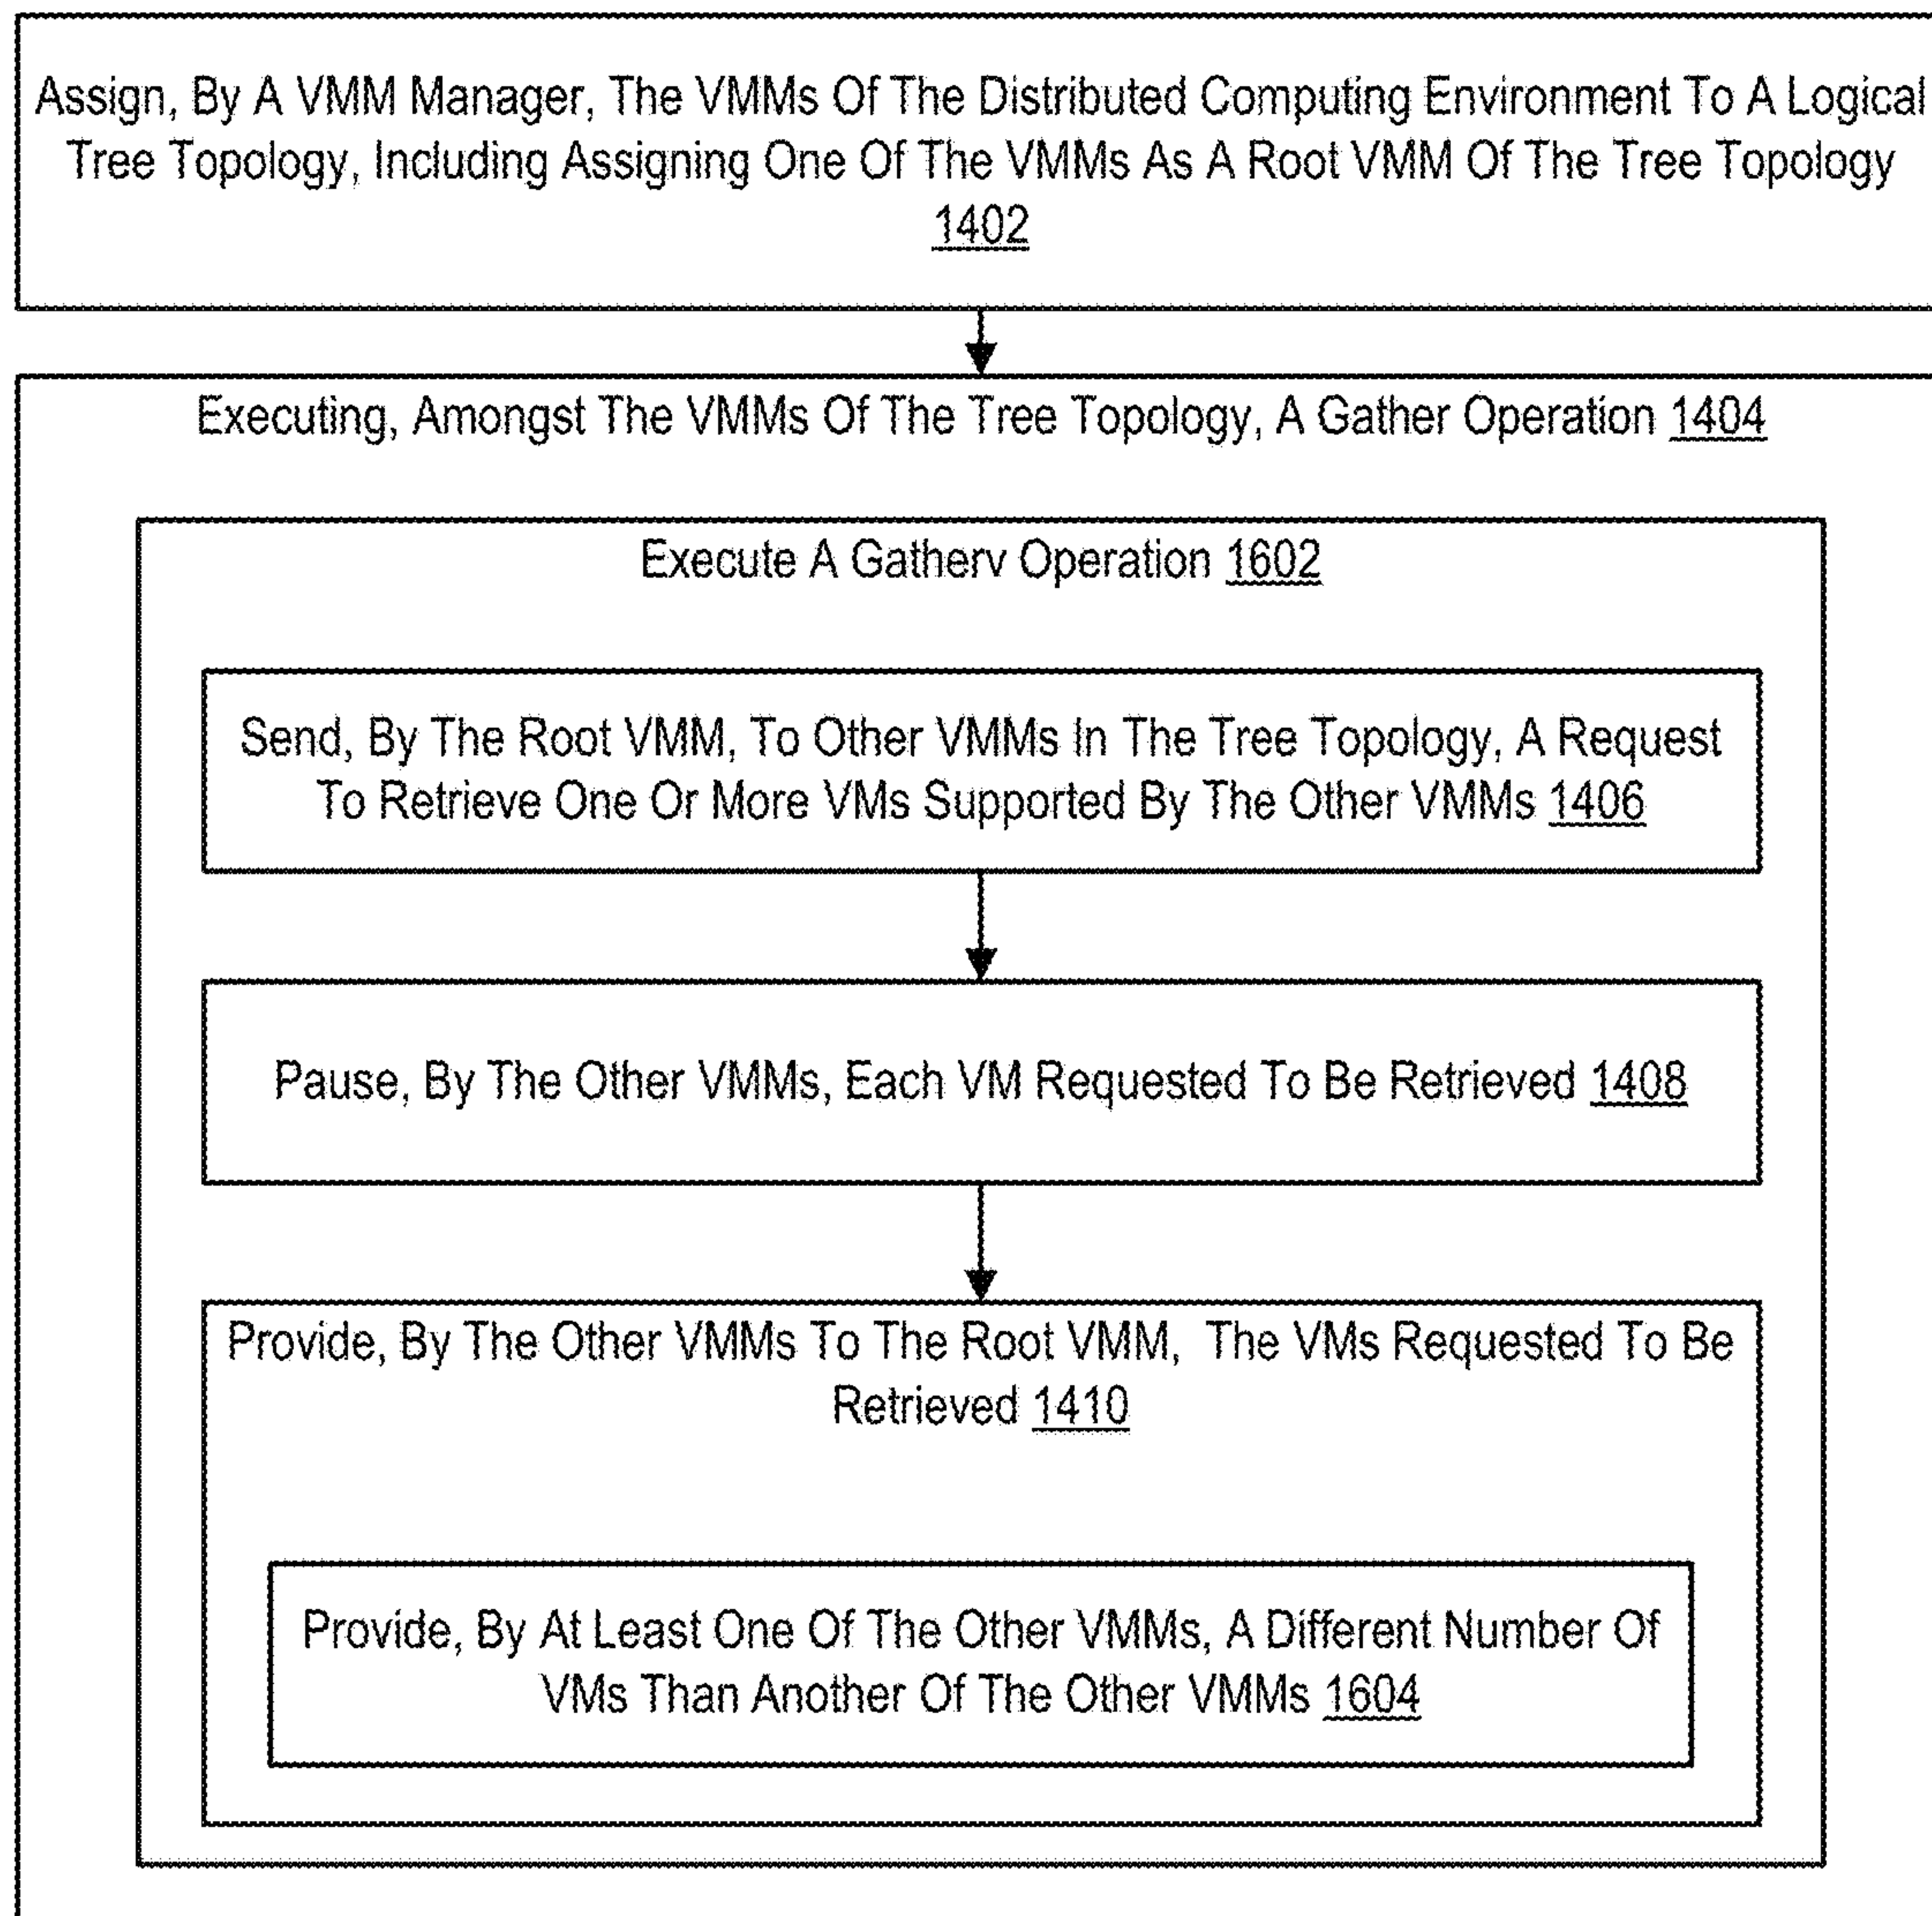 Assign, By A VMM Manager, The VMMs Of The Distributed Computing Environment To A Logical
Tree Topology, Including Assigning One Of The VMMs As A Root VMM Of The Tree Topology
1402
Executing, Amongst The VMMs Of The Tree Topology, A Gather Operation 1404
Execute A Gatherv Operation 1602
Send, By The Root VMM, To Other VMMs In The Tree Topology, A Request
To Retrieve One Or More VMs Supported By The Other VMMs 1406
Pause, By The Other VMMs, Each VM Requested To Be Retrieved 1408
Provide, By The Other VMMs To The Root VMM, The VMs Requested To Be
Retrieved 1410
Provide, By At Least One Of The Other VMMs, A Different Number Of
VMs Than Another Of The Other VMMs 1604